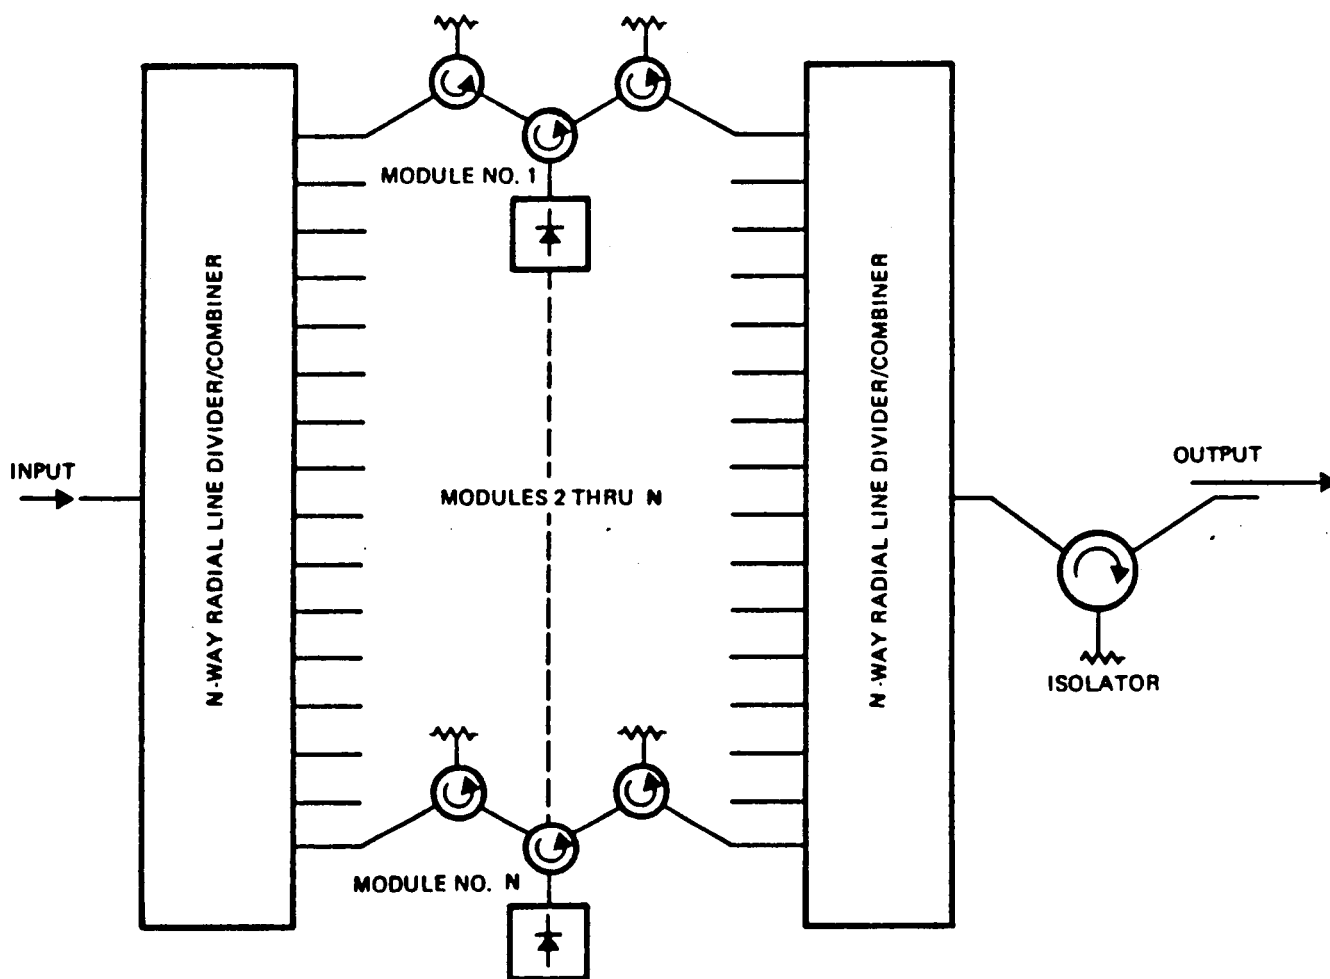 MODULE NO. 1
N-WAY RADIAL LINE DIVIDER/COMBINER
N-WAY RADIAL LINE DIVIDER/COMBINER
INPUT
MODULES 2 THRU N
OUTPUT
ISOLATOR
MODULE NO. N